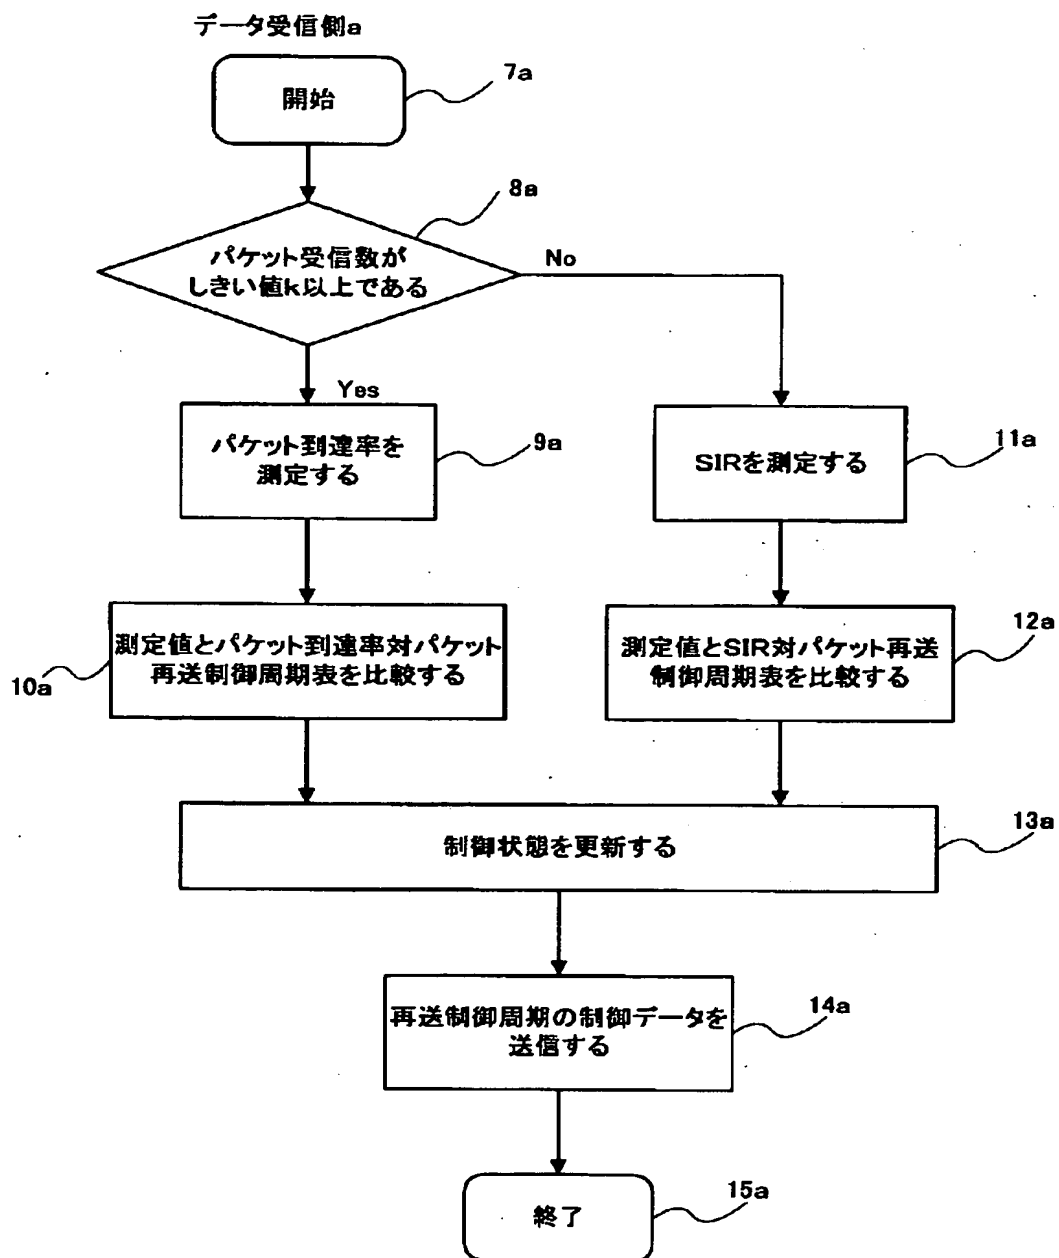 データ受信側a
開始
7a
8a
パケット受信数が
しきい値k以上である
No
Yes
パケット到達率を
測定する
9a
SIRを測定する
11a
測定値とパケット到達率対パケット
再送制御周期表を比較する
10a
測定値とSIR対パケット再送
制御周期表を比較する
12a
制御状態を更新する
13a
再送制御周期の制御データを
送信する
14a
終了
15a